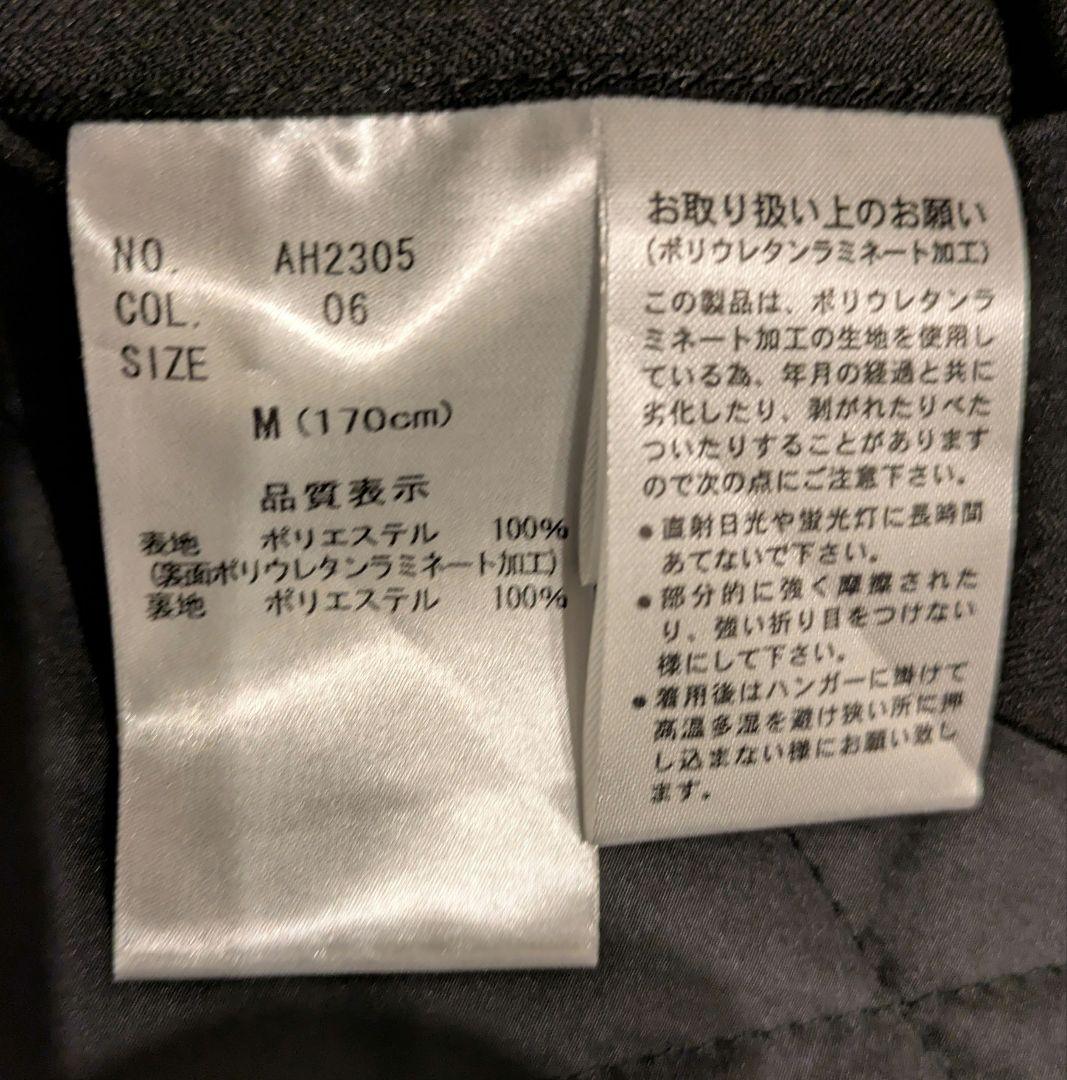 NO. AH2305
COL. 06
SIZE
M(170cm)
品質表示
表地 ポリエステル 100%
(裏面ポリウレタンラミネート加工)
裏地 ポリエステル 100%
お取り扱い上のお願い
(ポリウレタンラミネート加工)
この製品は、ポリウレタンラ
ミネート加工の生地を使用し
ている為、年月の経過と共に
劣化したり、剥がれたりべた
ついたりすることがあります
ので次の点にご注意下さい。
●直射日光や蛍光灯に長時間
あてないで下さい。
●部分的に強く摩擦された
り、強い折り目をつけない
様にして下さい。
●着用後はハンガーに掛けて
高温多湿を避け狭い所に押
し込まない様にお願い致し
ます。